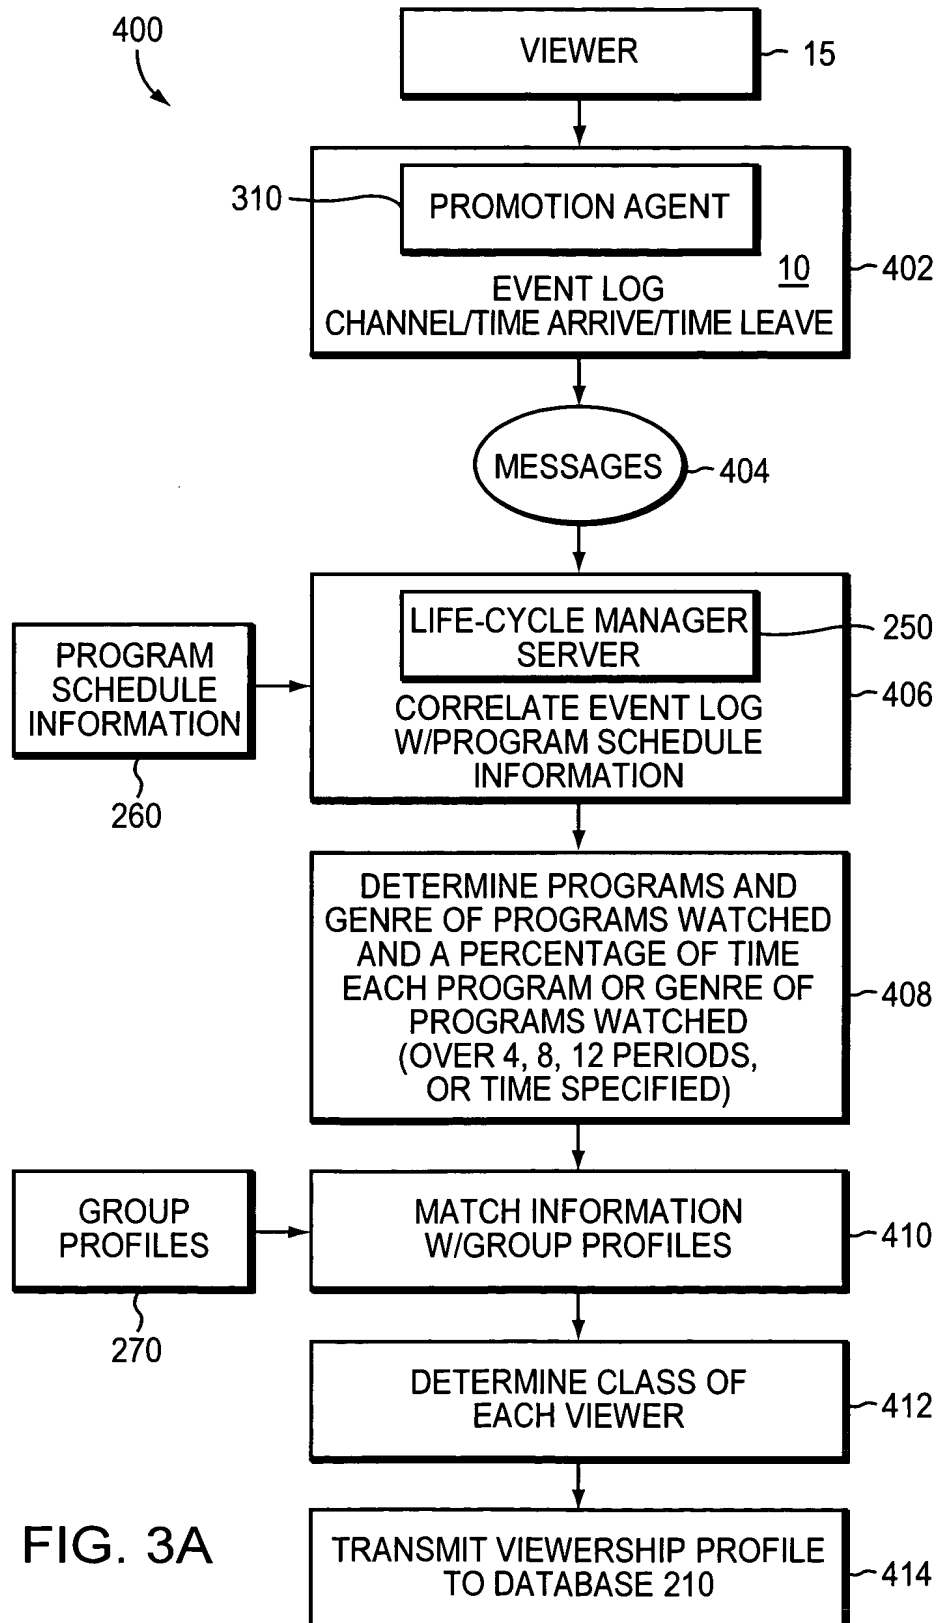 400
VIEWER
15
310
PROMOTION AGENT
10
402
EVENT LOG
CHANNEL/TIME ARRIVE/TIME LEAVE
MESSAGES
404
LIFE-CYCLE MANAGER
SERVER
250
PROGRAM
SCHEDULE
INFORMATION
260
406
CORRELATE EVENT LOG
W/PROGRAM SCHEDULE
INFORMATION
DETERMINE PROGRAMS AND
GENRE OF PROGRAMS WATCHED
AND A PERCENTAGE OF TIME
EACH PROGRAM OR GENRE OF
PROGRAMS WATCHED
(OVER 4, 8, 12 PERIODS,
OR TIME SPECIFIED)
408
GROUP
PROFILES
270
MATCH INFORMATION
W/GROUP PROFILES
410
DETERMINE CLASS OF
EACH VIEWER
412
FIG. 3A
TRANSMIT VIEWERSHIP PROFILE
TO DATABASE 210
414